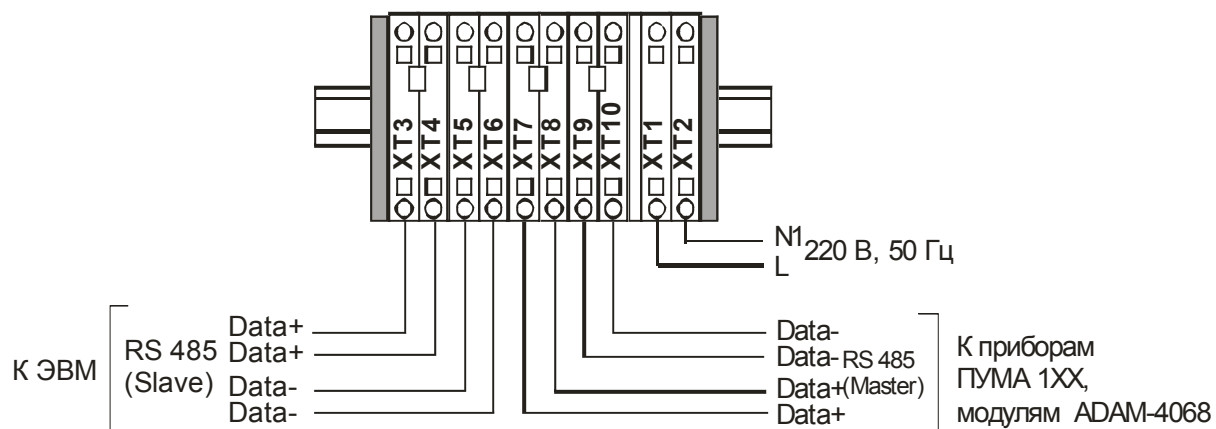 XT3
XT4
XT5
XT6
XT7
XT8
XT9
XT10
XT1
XT2
N1
220 В, 50 Гц
L
К ЭВМ
RS 485
(Slave)
Data+
Data+
Data-
Data-
Data-
Data-
Data+
Data+
RS 485
(Master)
К приборам
ПУМА 1ХХ,
модулям ADAM-4068